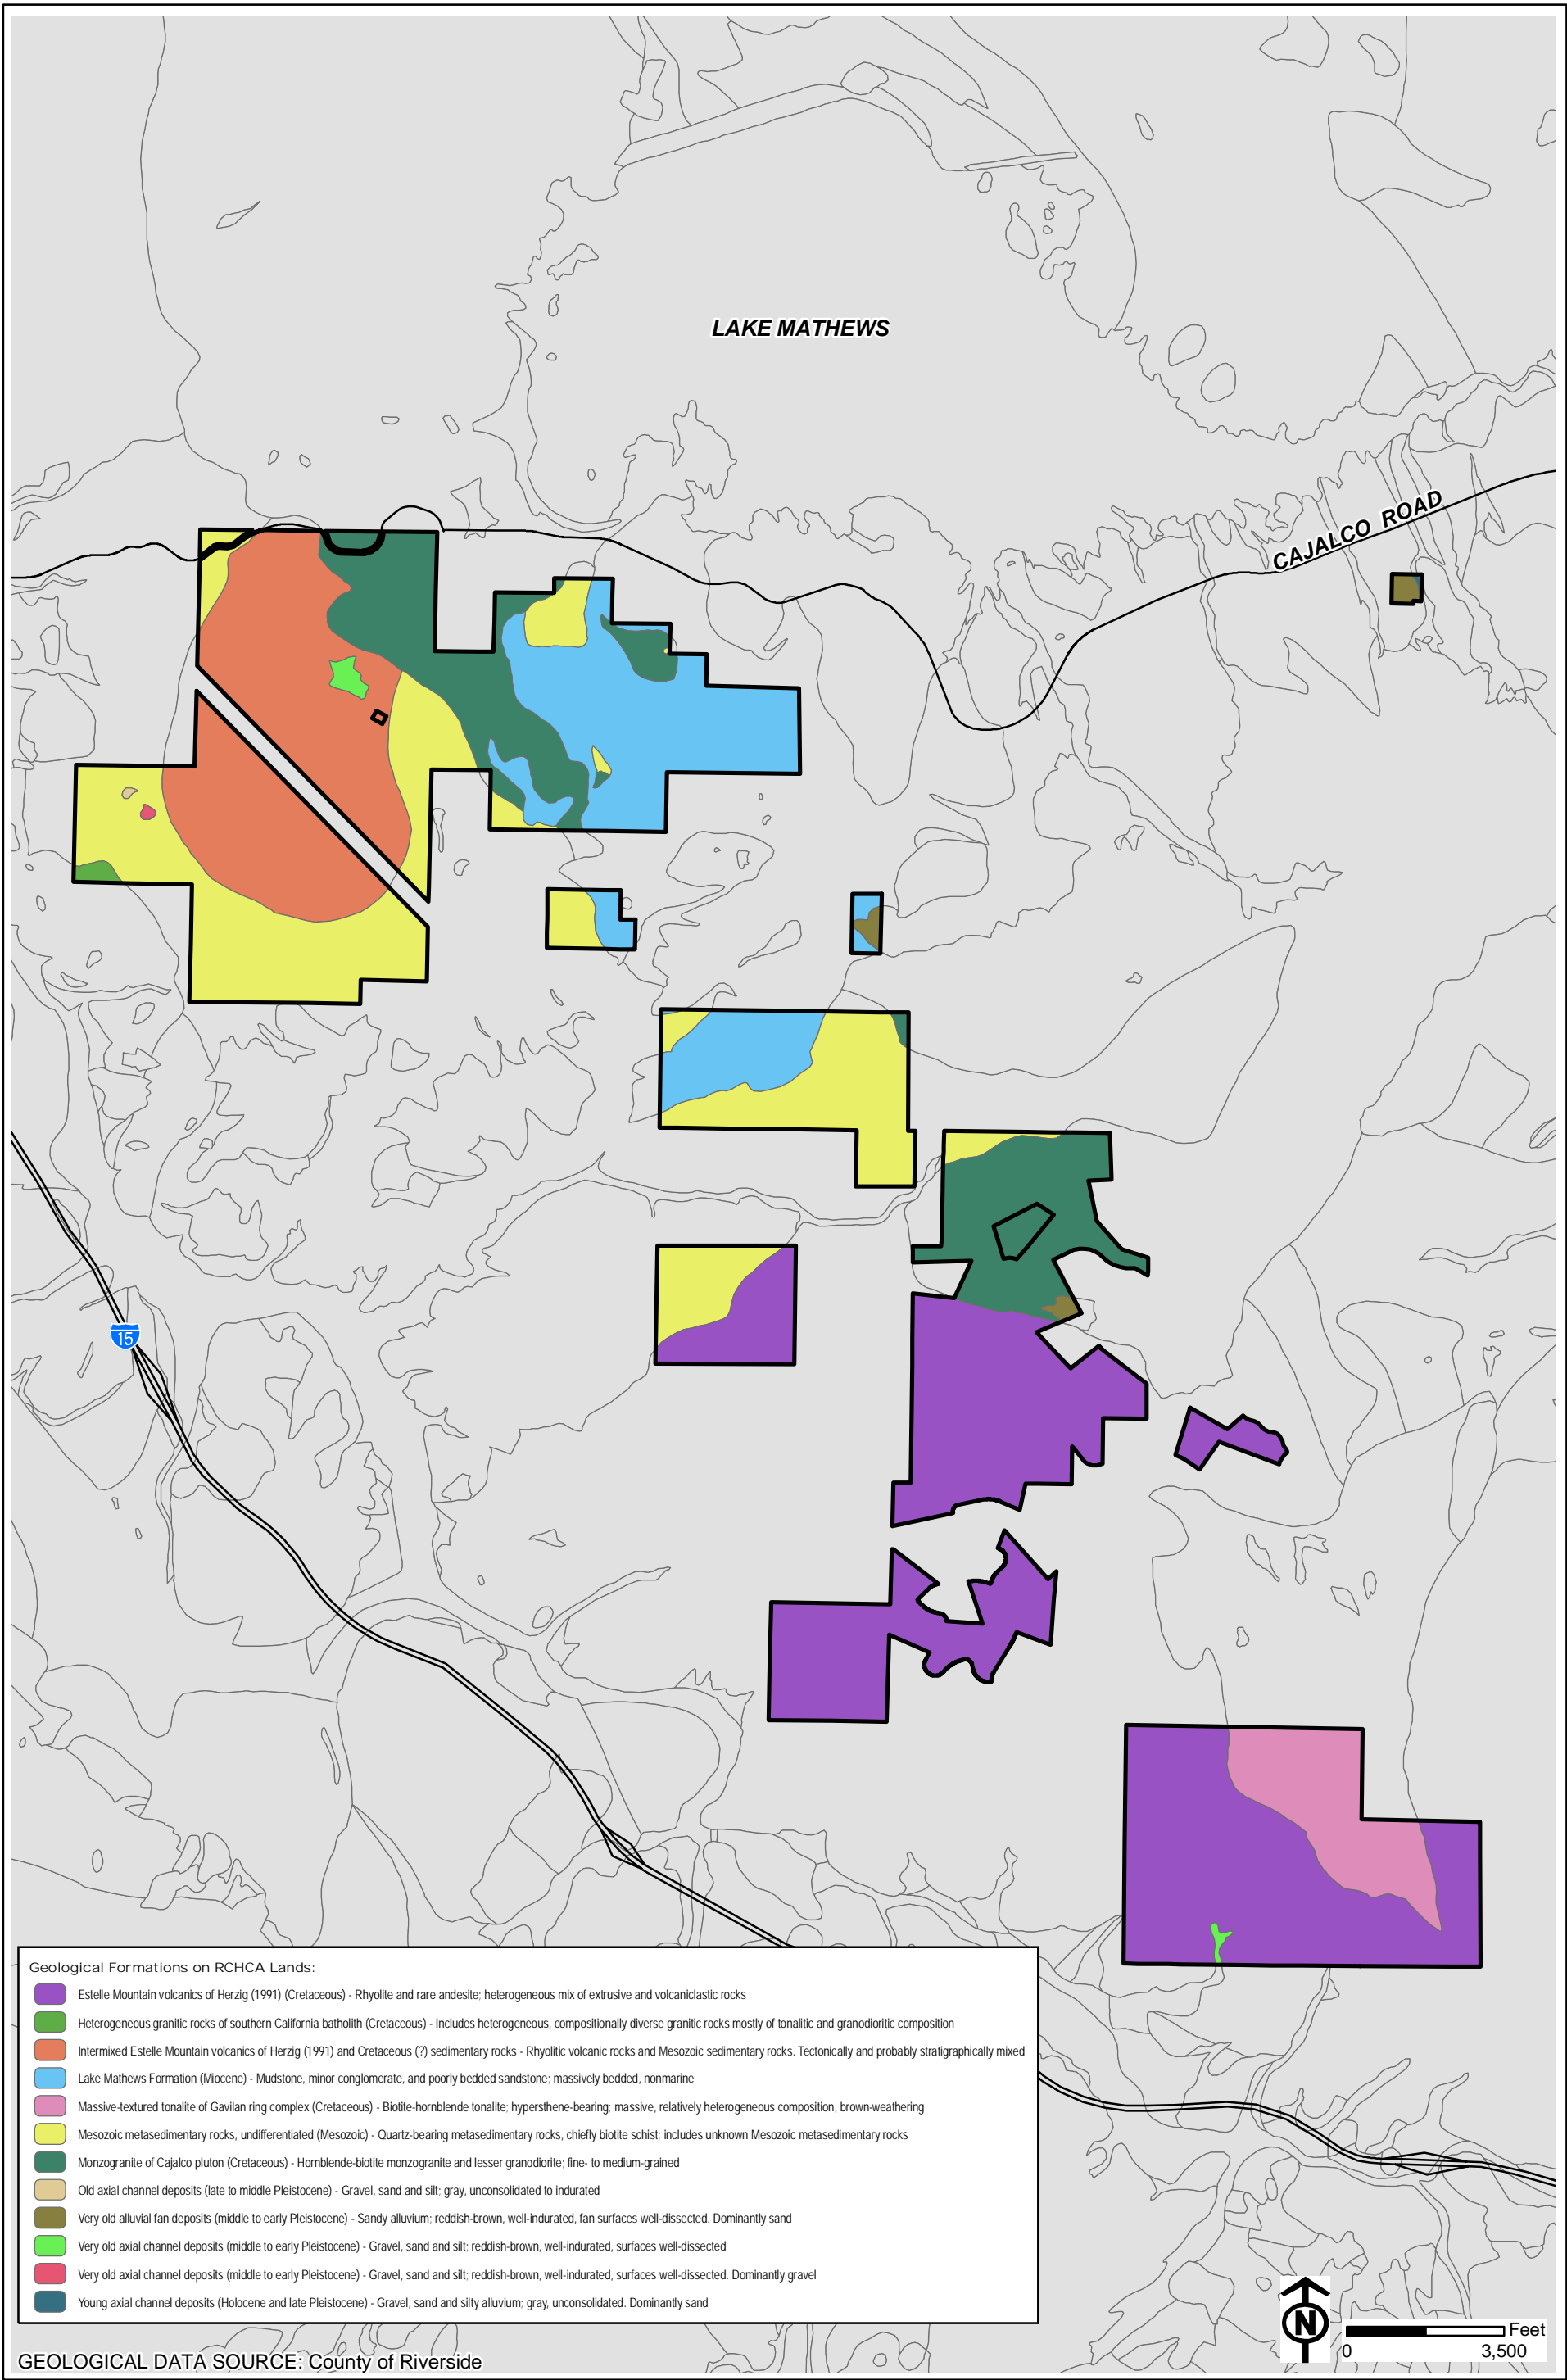 LAKE MATHEWS
CAJALCO ROAD
15
Geological Formations on RCHCA Lands:
Estelle Mountain volcanics of Herzig (1991) (Cretaceous) - Rhyolite and rare andesite; heterogeneous mix of extrusive and volcaniclastic rocks
Heterogeneous granitic rocks of southern California batholith (Cretaceous) - Includes heterogeneous, compositionally diverse granitic rocks mostly of tonalitic and granodioritic composition
Intermixed Estelle Mountain volcanics of Herzig (1991) and Cretaceous (?) sedimentary rocks - Rhyolitic volcanic rocks and Mesozoic sedimentary rocks. Tectonically and probably stratigraphically mixed
Lake Mathews Formation (Miocene) - Mudstone, minor conglomerate, and poorly bedded sandstone; massively bedded, nonmarine
Massive-textured tonalite of Gavilan ring complex (Cretaceous) - Biotite-hornblende tonalite; hypersthene-bearing; massive, relatively heterogeneous composition, brown-weathering
Mesozoic metasedimentary rocks, undifferentiated (Mesozoic) - Quartz-bearing metasedimentary rocks, chiefly biotite schist; includes unknown Mesozoic metasedimentary rocks
Monzogranite of Cajalco pluton (Cretaceous) - Hornblende-biotite monzogranite and lesser granodiorite; fine- to medium-grained
Old axial channel deposits (late to middle Pleistocene) - Gravel, sand and silt; gray, unconsolidated to indurated
Very old alluvial fan deposits (middle to early Pleistocene) - Sandy alluvium; reddish-brown, well-indurated, fan surfaces well-dissected. Dominantly sand
Very old axial channel deposits (middle to early Pleistocene) - Gravel, sand and silt; reddish-brown, well-indurated, surfaces well-dissected
Very old axial channel deposits (middle to early Pleistocene) - Gravel, sand and silt; reddish-brown, well-indurated, surfaces well-dissected. Dominantly gravel
Young axial channel deposits (Holocene and late Pleistocene) - Gravel, sand and silty alluvium; gray, unconsolidated. Dominantly sand
N
Feet
0 3,500
GEOLOGICAL DATA SOURCE: County of Riverside